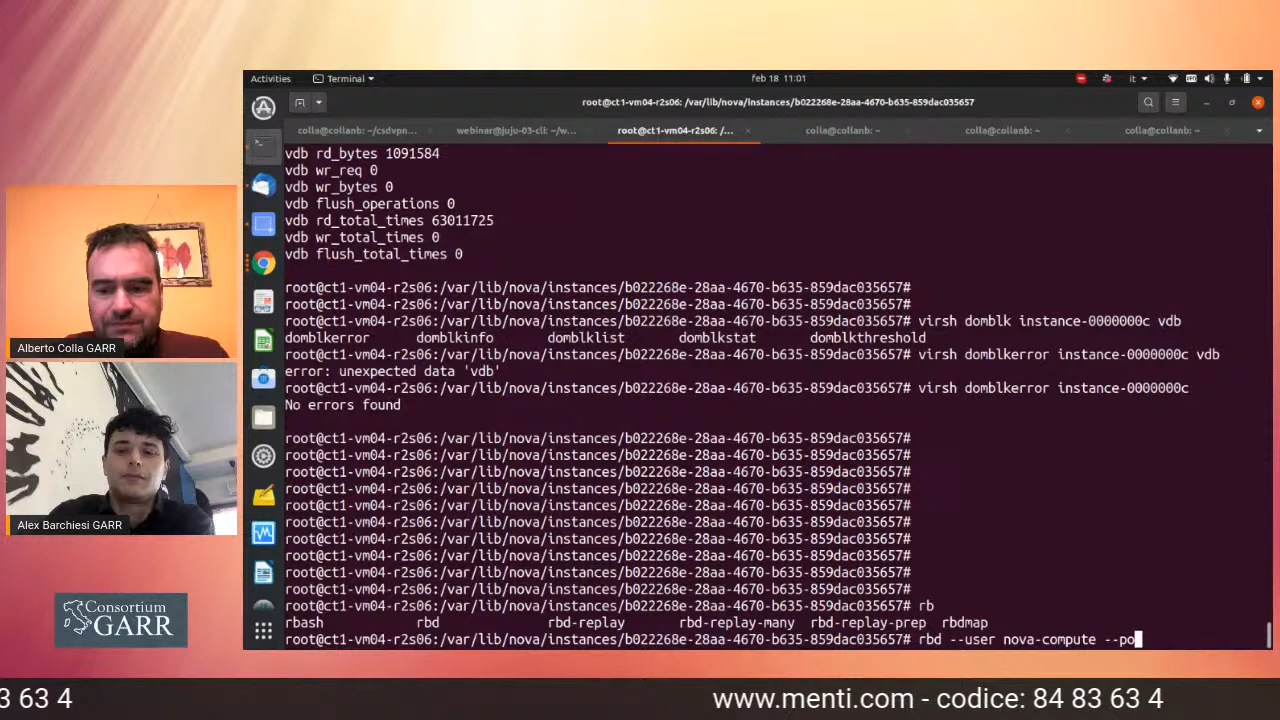 Activities
Terminal
feb 18 11:01
it
root@ct1-vm04-r2s06: /var/lib/nova/instances/b022268e-28aa-4670-b635-859dac035657
colla@collanb: ~/csdvpn...
webinar@juju-03-cli: ~/w...
root@ct1-vm04-r2s06: /...
colla@collanb: ~
colla@collanb: ~
colla@collanb: ~
vdb rd_bytes 1091584
vdb wr_req 0
vdb wr_bytes 0
vdb flush_operations 0
vdb rd_total_times 63011725
vdb wr_total_times 0
vdb flush_total_times 0
root@ct1-vm04-r2s06:/var/lib/nova/instances/b022268e-28aa-4670-b635-859dac035657#
root@ct1-vm04-r2s06:/var/lib/nova/instances/b022268e-28aa-4670-b635-859dac035657#
root@ct1-vm04-r2s06:/var/lib/nova/instances/b022268e-28aa-4670-b635-859dac035657# virsh domblk instance-0000000c vdb
domblkerror domblkinfo domblklist domblkstat domblkthreshold
root@ct1-vm04-r2s06:/var/lib/nova/instances/b022268e-28aa-4670-b635-859dac035657# virsh domblkerror instance-0000000c vdb
error: unexpected data 'vdb'
root@ct1-vm04-r2s06:/var/lib/nova/instances/b022268e-28aa-4670-b635-859dac035657# virsh domblkerror instance-0000000c
No errors found
root@ct1-vm04-r2s06:/var/lib/nova/instances/b022268e-28aa-4670-b635-859dac035657#
root@ct1-vm04-r2s06:/var/lib/nova/instances/b022268e-28aa-4670-b635-859dac035657#
root@ct1-vm04-r2s06:/var/lib/nova/instances/b022268e-28aa-4670-b635-859dac035657#
root@ct1-vm04-r2s06:/var/lib/nova/instances/b022268e-28aa-4670-b635-859dac035657#
root@ct1-vm04-r2s06:/var/lib/nova/instances/b022268e-28aa-4670-b635-859dac035657#
root@ct1-vm04-r2s06:/var/lib/nova/instances/b022268e-28aa-4670-b635-859dac035657#
root@ct1-vm04-r2s06:/var/lib/nova/instances/b022268e-28aa-4670-b635-859dac035657#
root@ct1-vm04-r2s06:/var/lib/nova/instances/b022268e-28aa-4670-b635-859dac035657#
root@ct1-vm04-r2s06:/var/lib/nova/instances/b022268e-28aa-4670-b635-859dac035657#
root@ct1-vm04-r2s06:/var/lib/nova/instances/b022268e-28aa-4670-b635-859dac035657#
root@ct1-vm04-r2s06:/var/lib/nova/instances/b022268e-28aa-4670-b635-859dac035657# rb
rbash rbd rbd-replay rbd-replay-many rbd-replay-prep rbdmap
root@ct1-vm04-r2s06:/var/lib/nova/instances/b022268e-28aa-4670-b635-859dac035657# rbd --user nova-compute --po
Alberto Colla GARR
Alex Barchiesi GARR
Consortium
GARR
3 63 4
www.menti.com - codice: 84 83 63 4